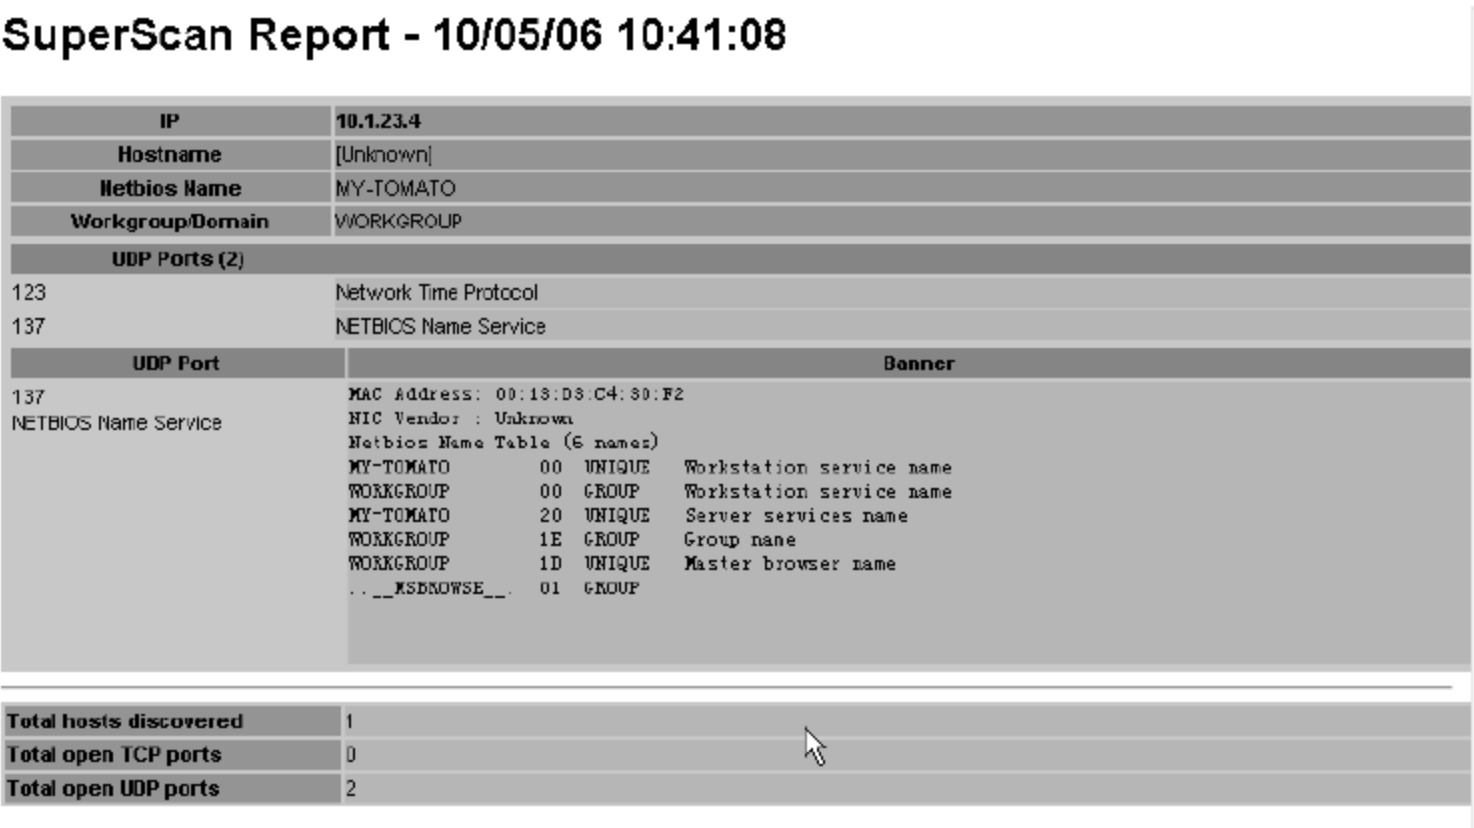 SuperScan Report - 10/05/06 10:41:08
IP 10.1.23.4
Hostname [Unknown]
Netbios Name MY-TOMATO
Workgroup/Domain WORKGROUP
UDP Ports (2)
123 Network Time Protocol
137 NETBIOS Name Service
UDP Port Banner
137
NETBIOS Name Service
MAC Address: 00:13:D3:C4:30:F2
NIC Vendor : Unknown
Netbios Name Table (6 names)
MY-TOMATO 00 UNIQUE Workstation service name
WORKGROUP 00 GROUP Workstation service name
MY-TOMATO 20 UNIQUE Server services name
WORKGROUP 1E GROUP Group name
WORKGROUP 1D UNIQUE Master browser name
..__MSBROWSE__. 01 GROUP
Total hosts discovered 1
Total open TCP ports 0
Total open UDP ports 2